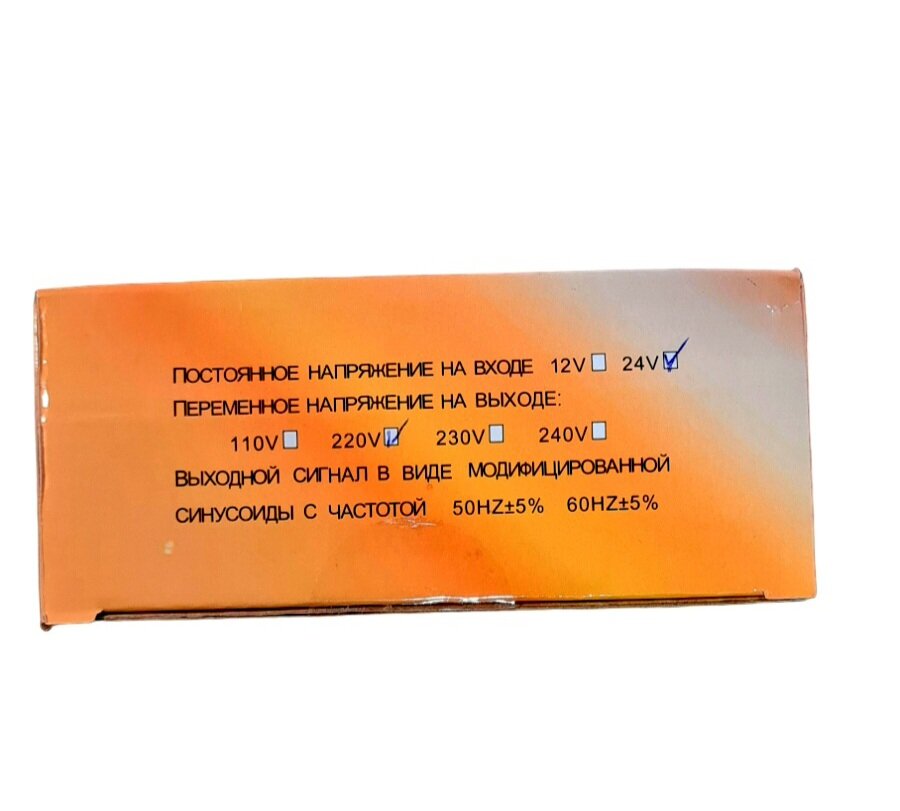 ПОСТОЯННОЕ НАПРЯЖЕНИЕ НА ВХОДЕ 12V☐ 24V☑
ПЕРЕМЕННОЕ НАПРЯЖЕНИЕ НА ВЫХОДЕ:
110V☐ 220V☑ 230V☐ 240V☐
ВЫХОДНОЙ СИГНАЛ В ВИДЕ МОДИФИЦИРОВАННОЙ
СИНУСОИДЫ С ЧАСТОТОЙ 50HZ±5% 60HZ±5%